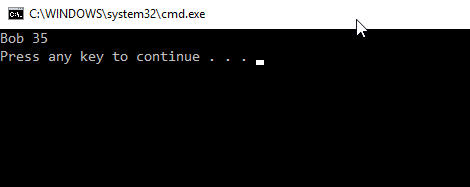 C:\WINDOWS\system32\cmd.exe
Bob 35
Press any key to continue . . .